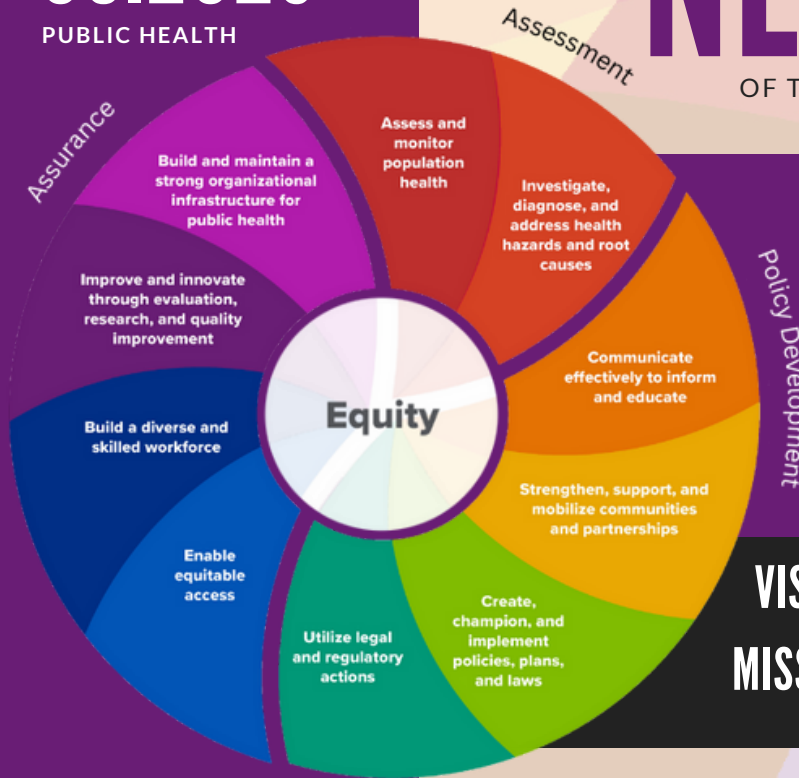 PUBLIC HEALTH
OF T
Assessment
Assurance
Policy Development
Assess and
monitor
population
health
Investigate,
diagnose, and
address health
hazards and root
causes
Communicate
effectively to inform
and educate
Strengthen, support, and
mobilize communities
and partnerships
Create,
champion, and
implement
policies, plans,
and laws
Utilize legal
and regulatory
actions
Enable
equitable
access
Build a diverse and
skilled workforce
Improve and innovate
through evaluation,
research, and quality
improvement
Build and maintain a
strong organizational
infrastructure for
public health
Equity
VIS
MISS